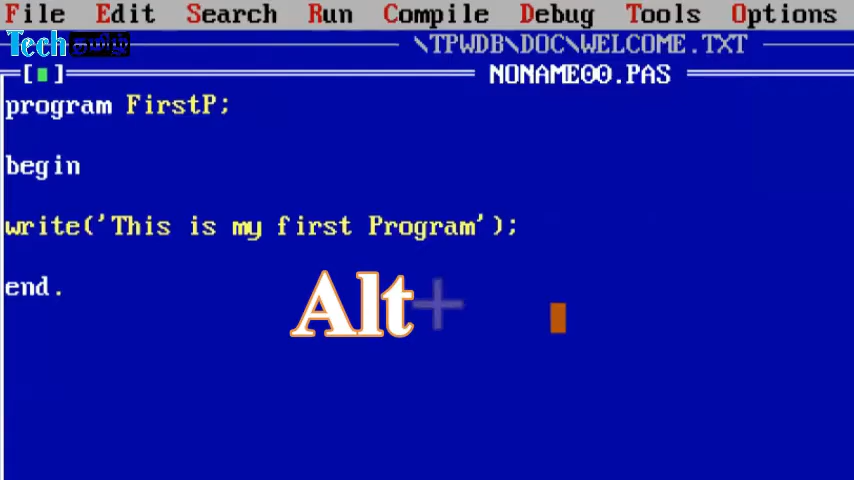 File Edit Search Run Compile Debug Tools Options
Tech தமிழ்
\TPWDB\DOC\WELCOME.TXT
[■] NONAME00.PAS
program FirstP;
begin
write('This is my first Program');
end.
Alt+